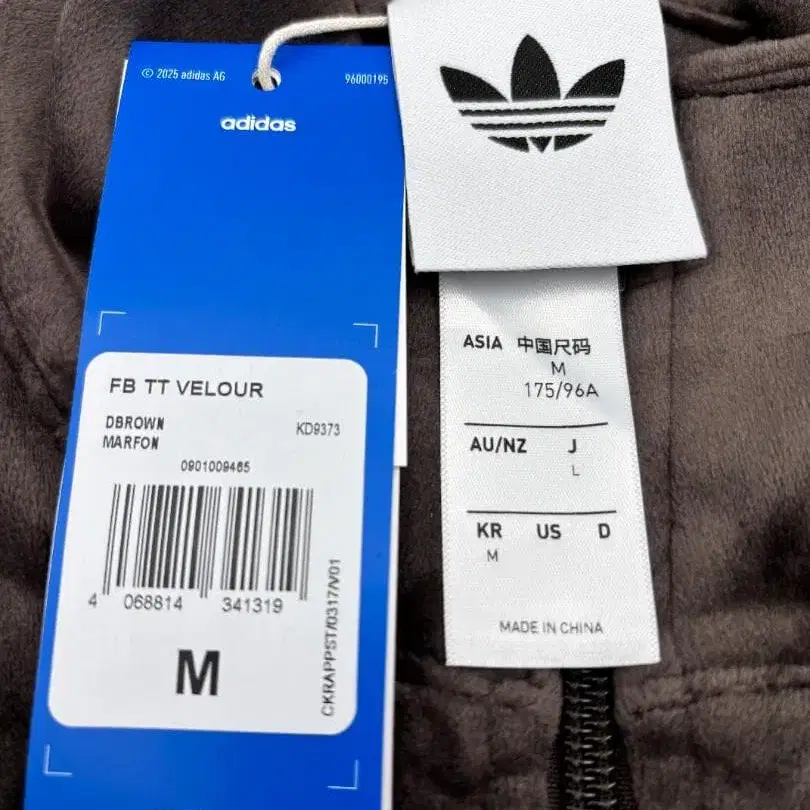 © 2025 adidas AG
96000195
adidas
FB TT VELOUR
DBROWN
MARFON
KD9373
0901009465
4 068814 341319
M
CKRAPPST/0317/V01
ASIA 中国尺码
M
175/96A
AU/NZ J
L
KR US D
M
MADE IN CHINA